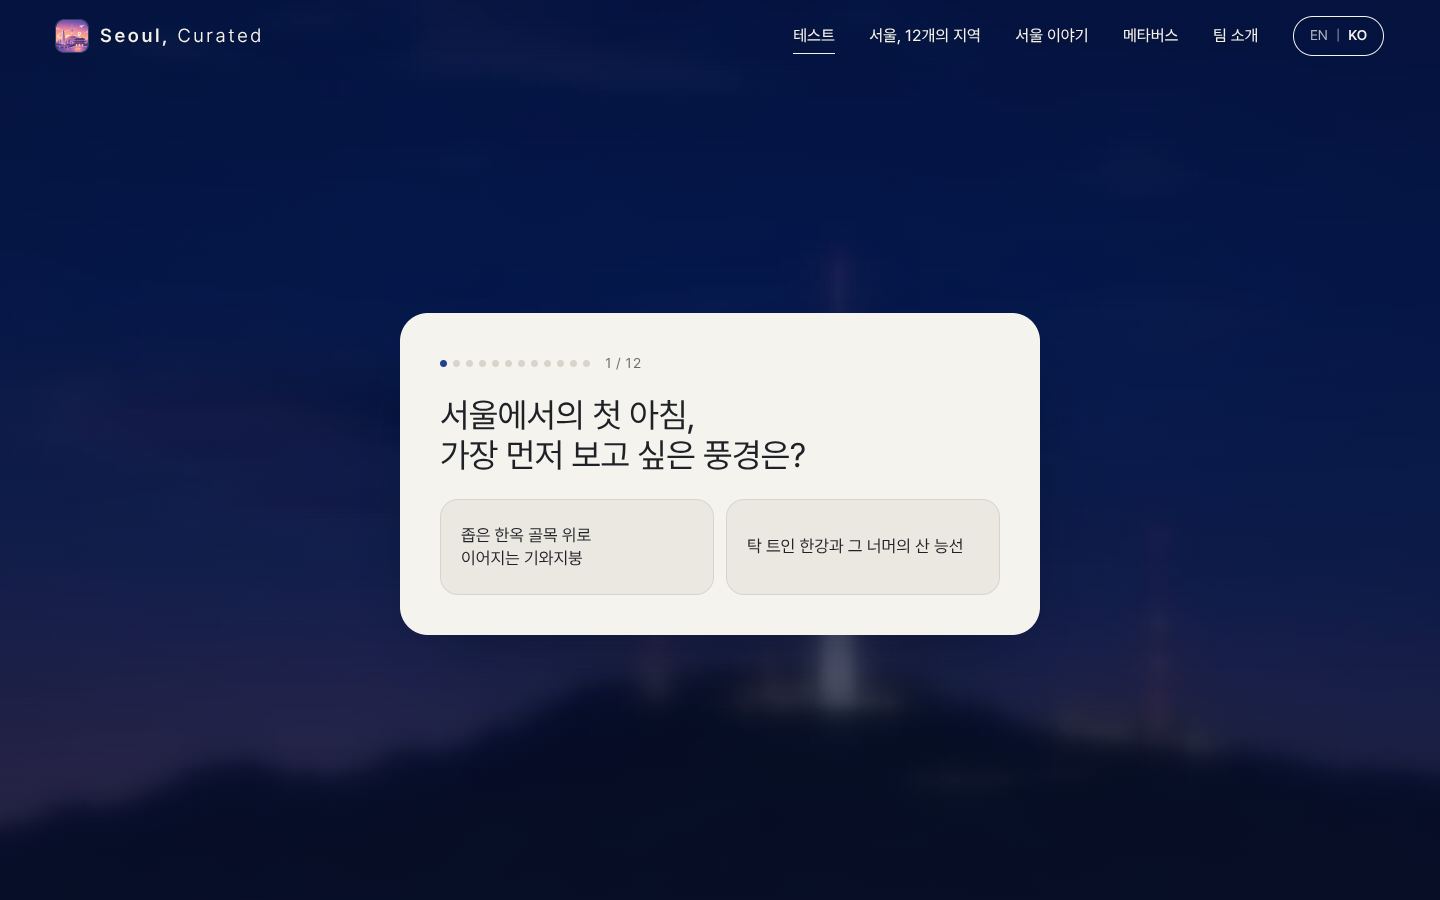 Seoul, Curated
테스트
서울, 12개의 지역
서울 이야기
메타버스
팀 소개
EN | KO
1 / 12
서울에서의 첫 아침,
가장 먼저 보고 싶은 풍경은?
좁은 한옥 골목 위로
이어지는 기와지붕
탁 트인 한강과 그 너머의 산 능선